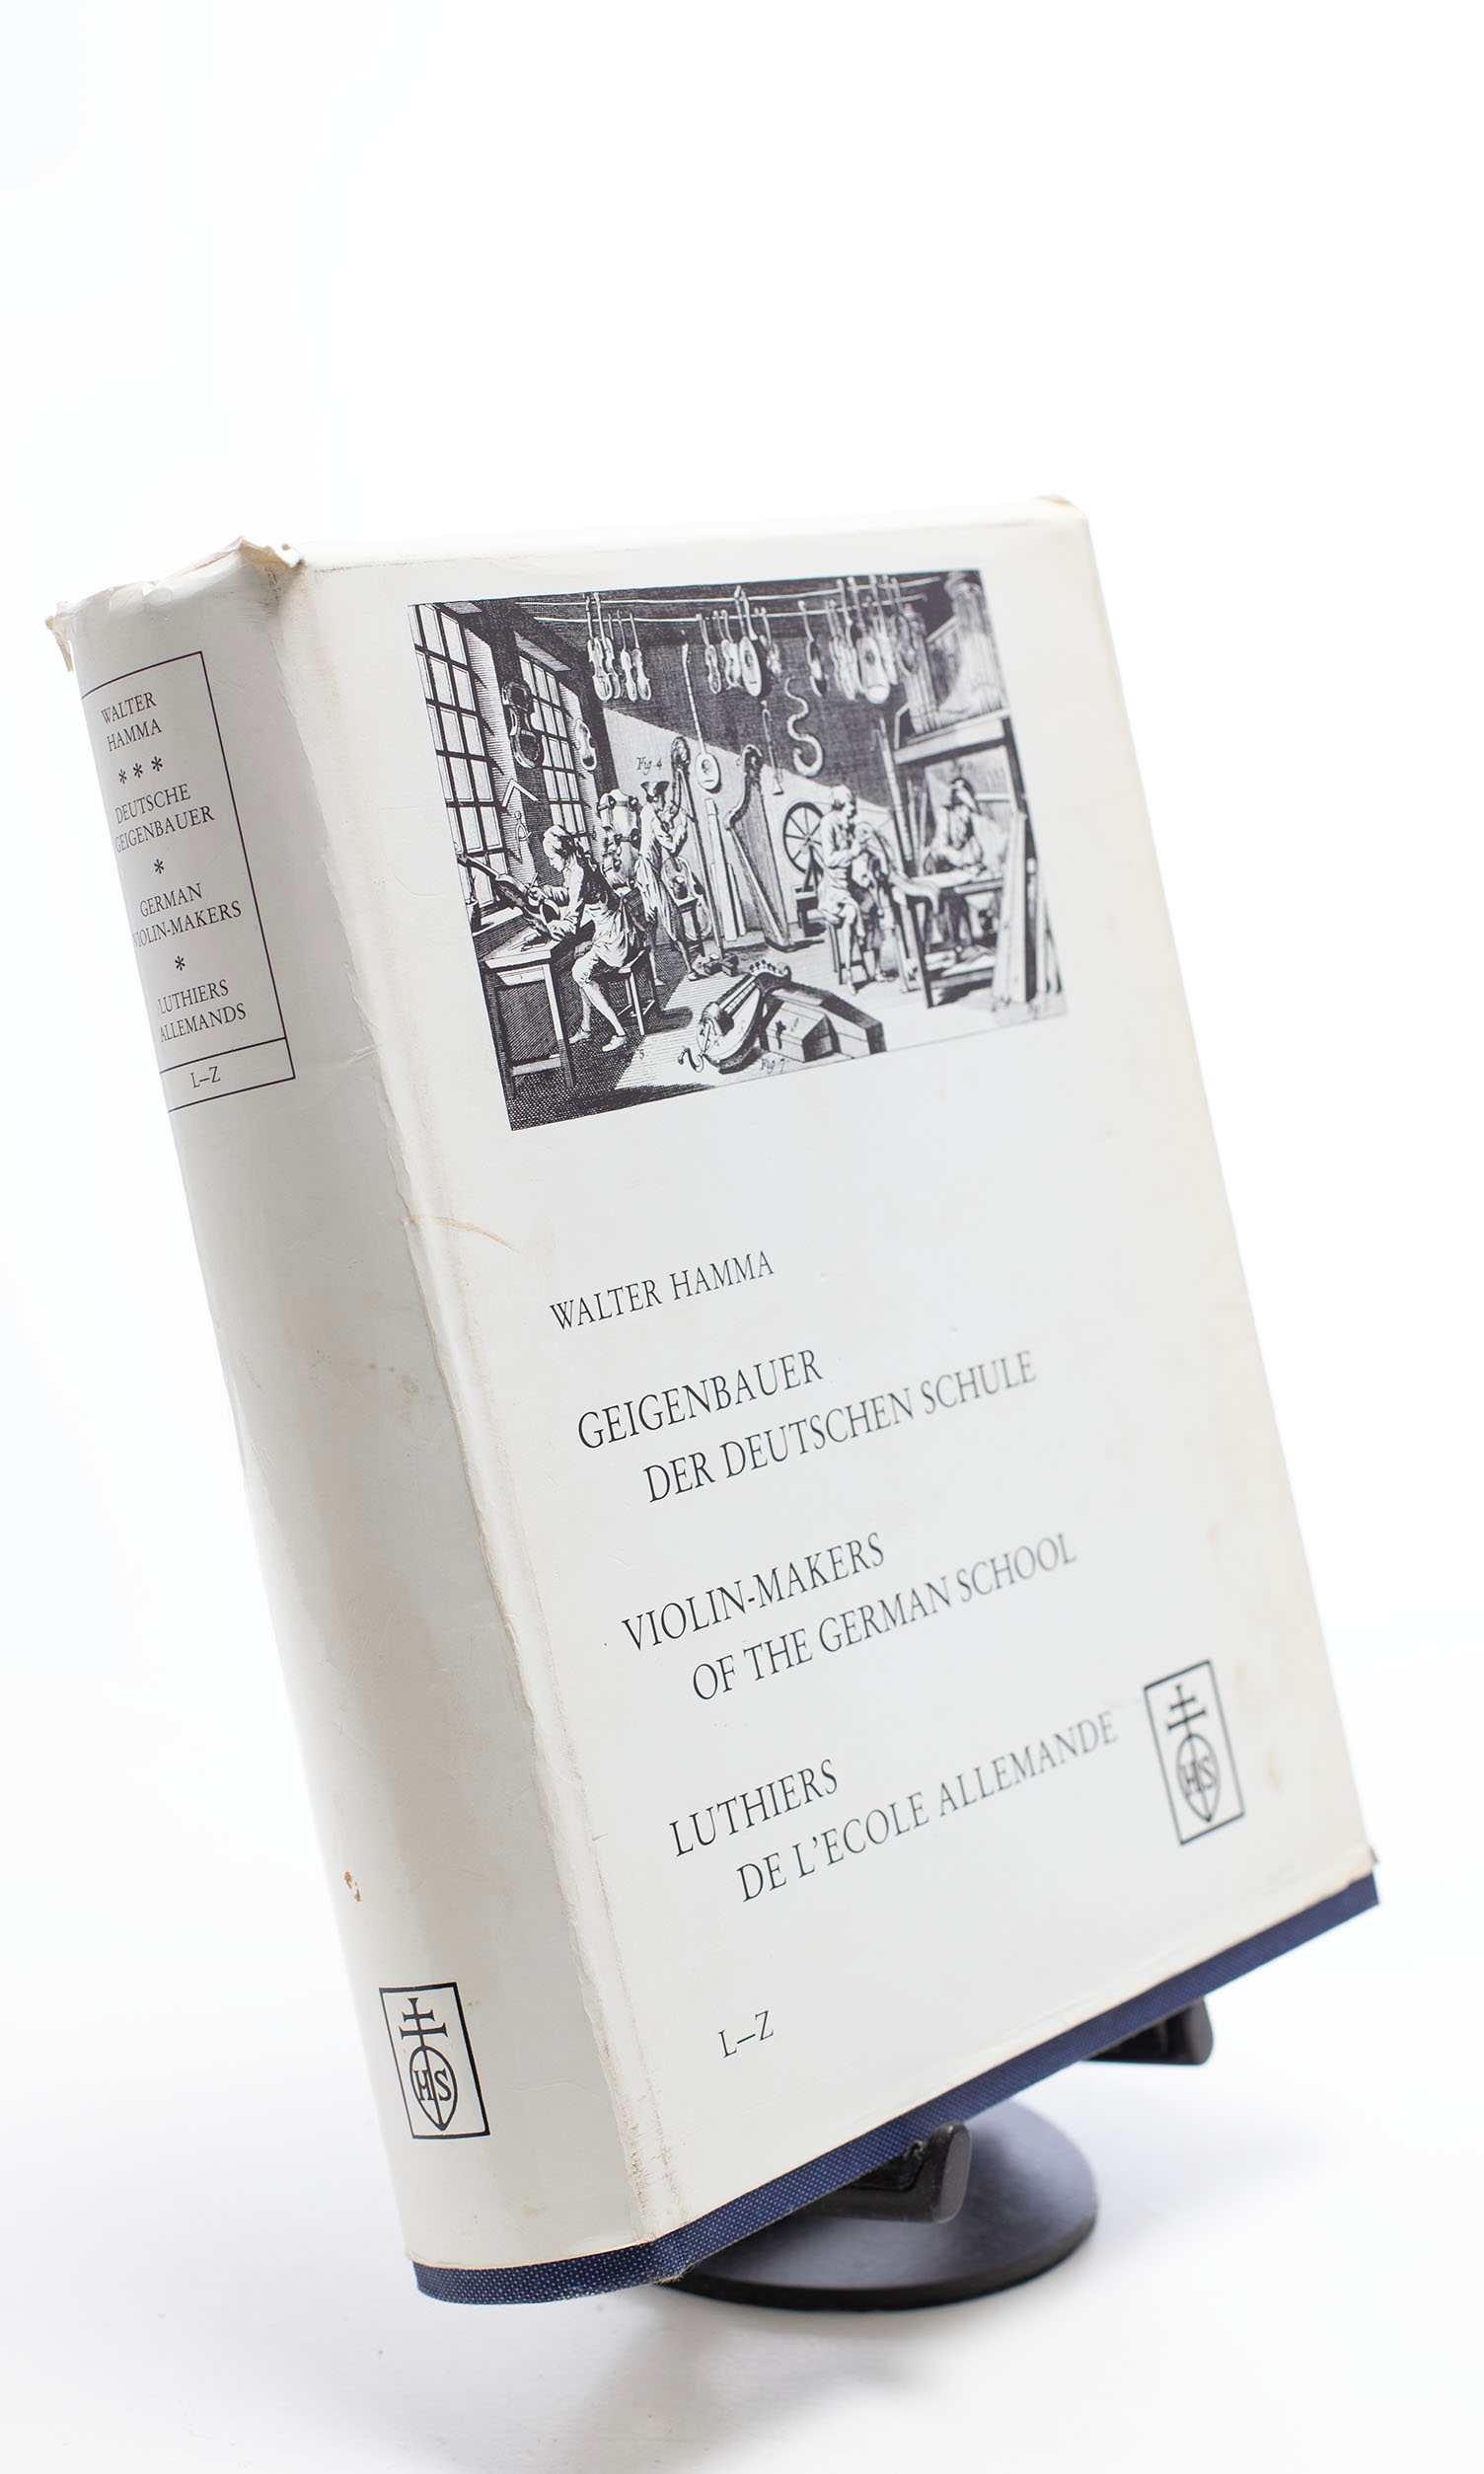 WALTER
HAMMA
***
DEUTSCHE
GEIGENBAUER
*
GERMAN
VIOLIN-MAKERS
*
LUTHIERS
ALLEMANDS
L–Z
HS
Fig. 4
Fig. 7
WALTER HAMMA
GEIGENBAUER
DER DEUTSCHEN SCHULE
VIOLIN-MAKERS
OF THE GERMAN SCHOOL
LUTHIERS
DE L'ECOLE ALLEMANDE
HS
L–Z